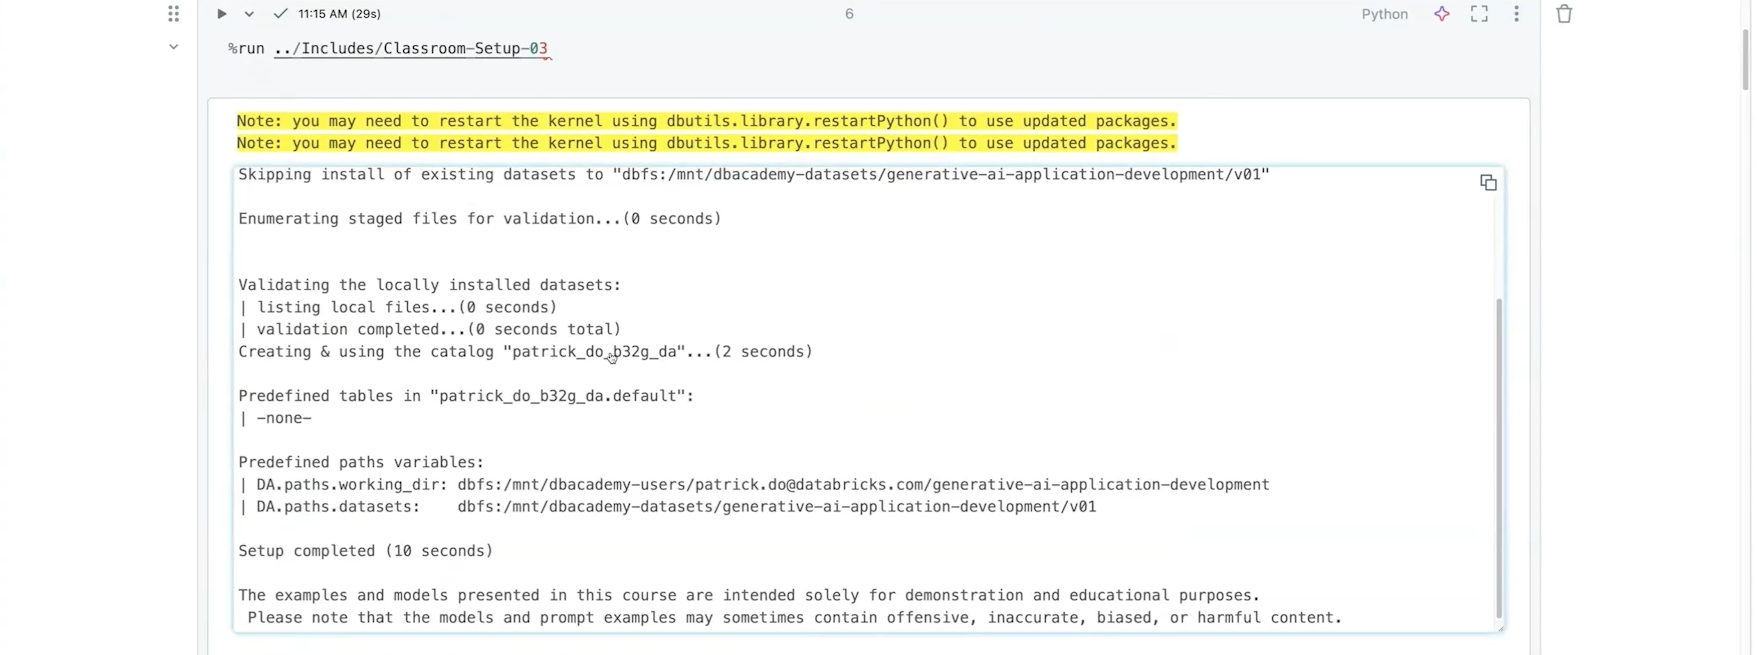 11:15 AM (29s)
6
Python
%run ../Includes/Classroom-Setup-03
Note: you may need to restart the kernel using dbutils.library.restartPython() to use updated packages.
Note: you may need to restart the kernel using dbutils.library.restartPython() to use updated packages.
Skipping install of existing datasets to "dbfs:/mnt/dbacademy-datasets/generative-ai-application-development/v01"
Enumerating staged files for validation...(0 seconds)
Validating the locally installed datasets:
| listing local files...(0 seconds)
| validation completed...(0 seconds total)
Creating & using the catalog "patrick_do_b32g_da"...(2 seconds)
Predefined tables in "patrick_do_b32g_da.default":
| -none-
Predefined paths variables:
| DA.paths.working_dir: dbfs:/mnt/dbacademy-users/patrick.do@databricks.com/generative-ai-application-development
| DA.paths.datasets:    dbfs:/mnt/dbacademy-datasets/generative-ai-application-development/v01
Setup completed (10 seconds)
The examples and models presented in this course are intended solely for demonstration and educational purposes.
Please note that the models and prompt examples may sometimes contain offensive, inaccurate, biased, or harmful content.